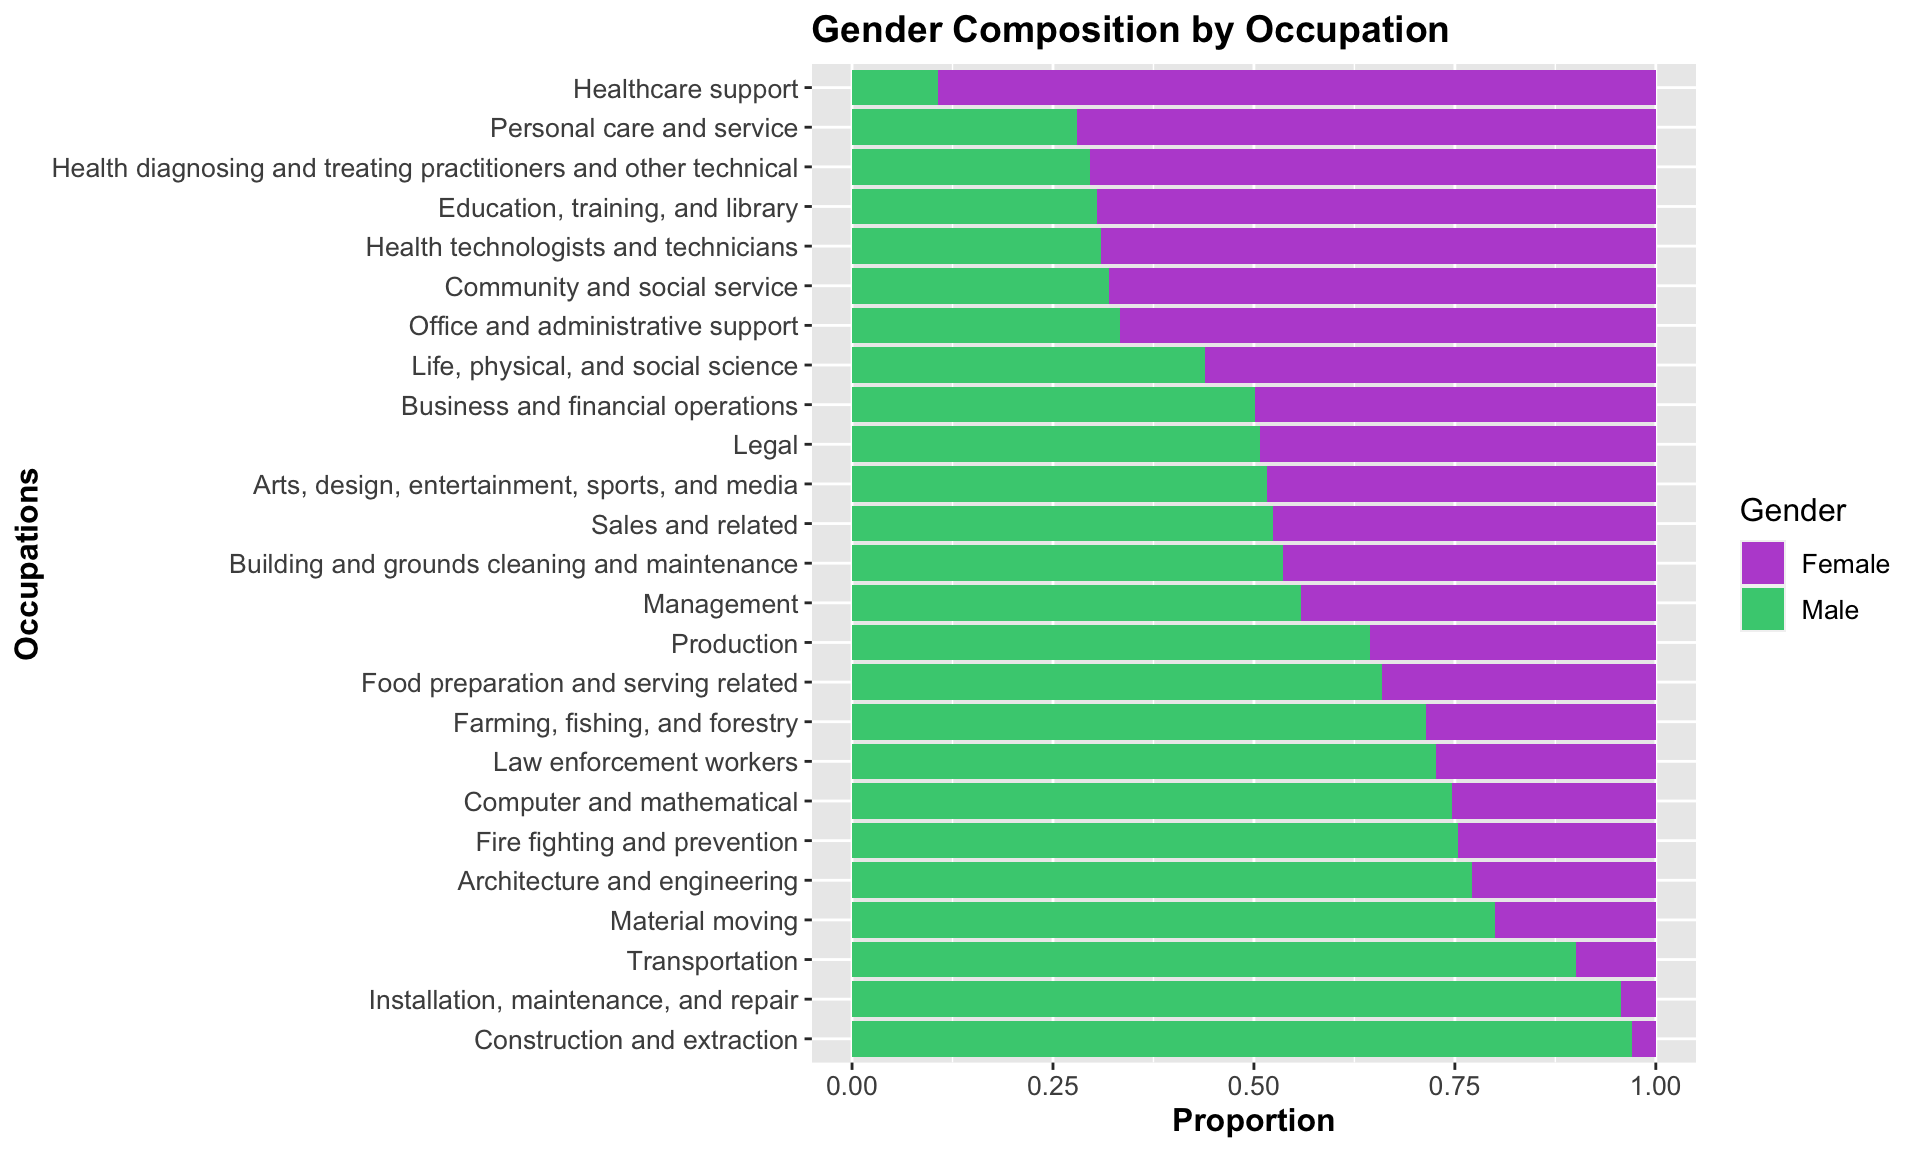 Gender Composition by Occupation
Occupations
Healthcare support
Personal care and service
Health diagnosing and treating practitioners and other technical
Education, training, and library
Health technologists and technicians
Community and social service
Office and administrative support
Life, physical, and social science
Business and financial operations
Legal
Arts, design, entertainment, sports, and media
Sales and related
Building and grounds cleaning and maintenance
Management
Production
Food preparation and serving related
Farming, fishing, and forestry
Law enforcement workers
Computer and mathematical
Fire fighting and prevention
Architecture and engineering
Material moving
Transportation
Installation, maintenance, and repair
Construction and extraction
0.00 0.25 0.50 0.75 1.00
Proportion
Gender
Female
Male